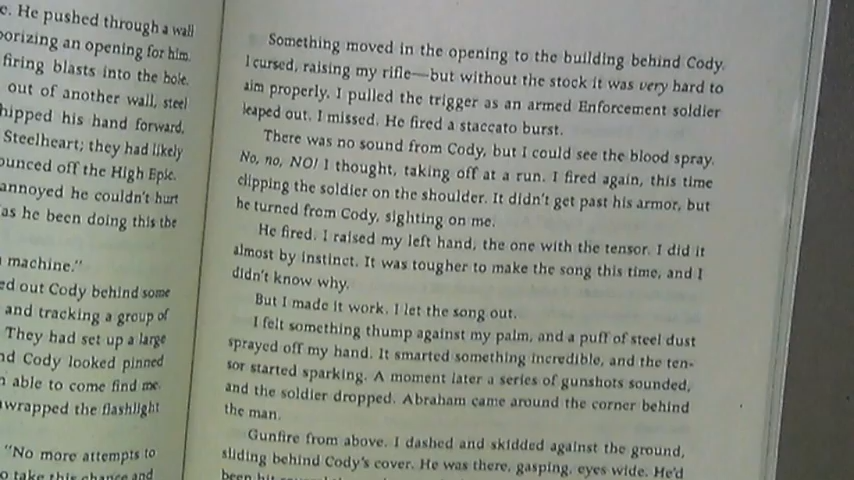 e. He pushed through a wall
porizing an opening for him.
firing blasts into the hole.
out of another wall, steel
hipped his hand forward,
Steelheart; they had likely
ounced off the High Epic.
annoyed he couldn't hurt
as he been doing this the
machine."
ed out Cody behind some
and tracking a group of
They had set up a large
nd Cody looked pinned
able to come find me.
wrapped the flashlight
"No more attempts to
o take this chance and
Something moved in the opening to the building behind Cody.
I cursed, raising my rifle—but without the stock it was very hard to
aim properly. I pulled the trigger as an armed Enforcement soldier
leaped out. I missed. He fired a staccato burst.
There was no sound from Cody, but I could see the blood spray.
No, no, NO! I thought, taking off at a run. I fired again, this time
clipping the soldier on the shoulder. It didn't get past his armor, but
he turned from Cody, sighting on me.
He fired. I raised my left hand, the one with the tensor. I did it
almost by instinct. It was tougher to make the song this time, and I
didn't know why.
But I made it work. I let the song out.
I felt something thump against my palm, and a puff of steel dust
sprayed off my hand. It smarted something incredible, and the ten-
sor started sparking. A moment later a series of gunshots sounded,
and the soldier dropped. Abraham came around the corner behind
the man.
Gunfire from above. I dashed and skidded against the ground,
sliding behind Cody's cover. He was there, gasping, eyes wide. He'd
been hit